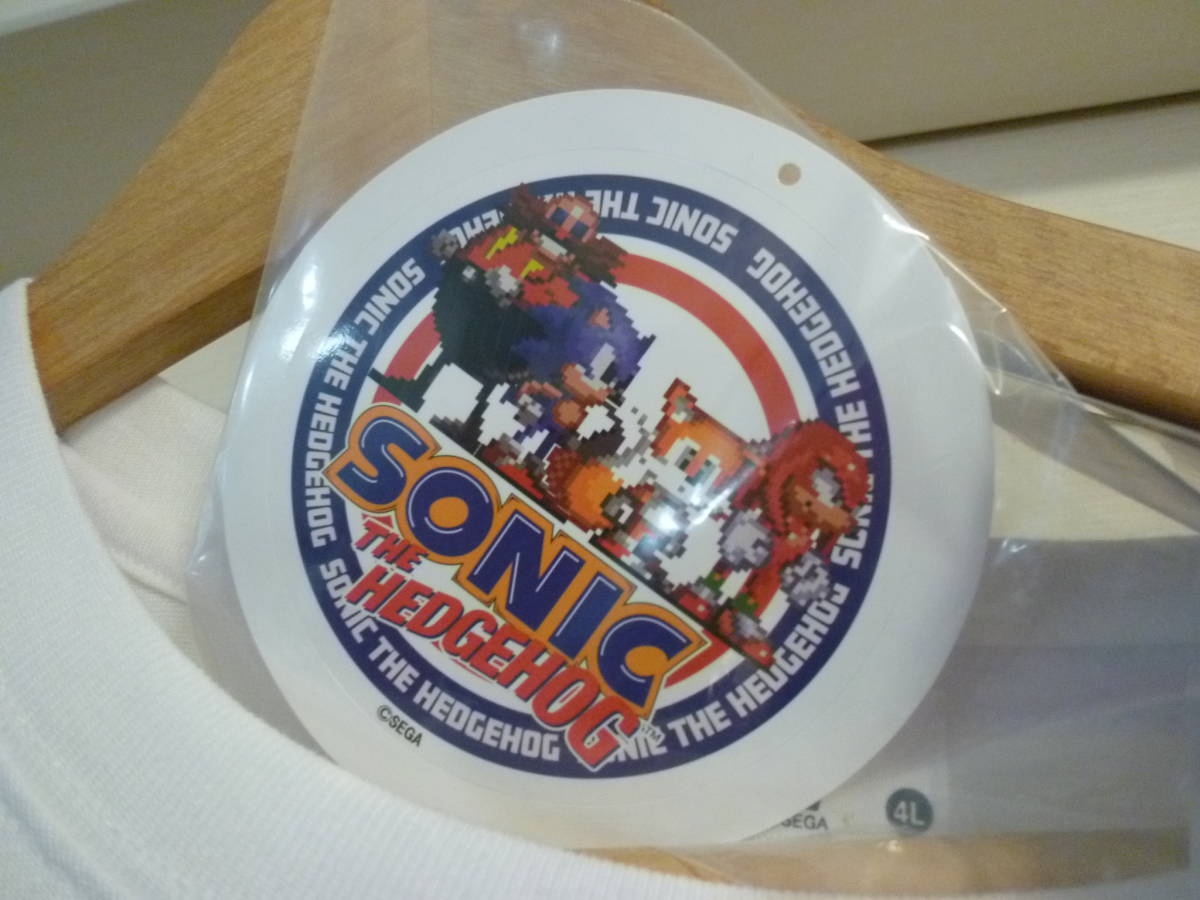 SONIC THE HEDGEHOG
SONIC THE HEDGEHOG
SONIC THE
SONIC
THE
HEDGEHOG
TM
SONIC THE HEDGEHOG
THE HEDGEHOG
©SEGA
SEGA
4L